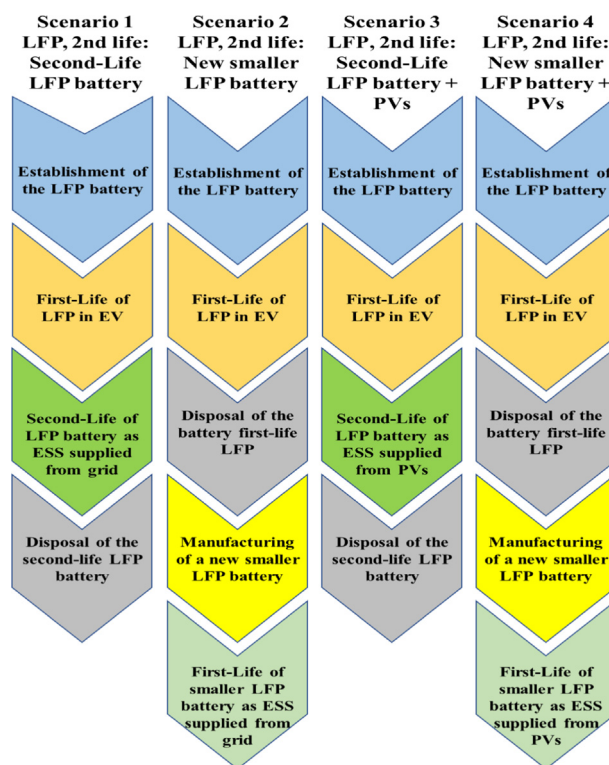 Scenario 1
LFP, 2nd life:
Second-Life
LFP battery
Establishment of
the LFP battery
First-Life of
LFP in EV
Second-Life of
LFP battery as
ESS supplied
from grid
Disposal of the
second-life LFP
battery
Scenario 2
LFP, 2nd life:
New smaller
LFP battery
Establishment of
the LFP battery
First-Life of
LFP in EV
Disposal of the
battery first-life
LFP
Manufacturing
of a new smaller
LFP battery
First-Life of
smaller LFP
battery as ESS
supplied from
grid
Scenario 3
LFP, 2nd life:
Second-Life
LFP battery +
PVs
Establishment of
the LFP battery
First-Life of
LFP in EV
Second-Life of
LFP battery as
ESS supplied
from PVs
Disposal of the
second-life LFP
battery
Scenario 4
LFP, 2nd life:
New smaller
LFP battery +
PVs
Establishment of
the LFP battery
First-Life of
LFP in EV
Disposal of the
battery first-life
LFP
Manufacturing
of a new smaller
LFP battery
First-Life of
smaller LFP
battery as ESS
supplied from
PVs